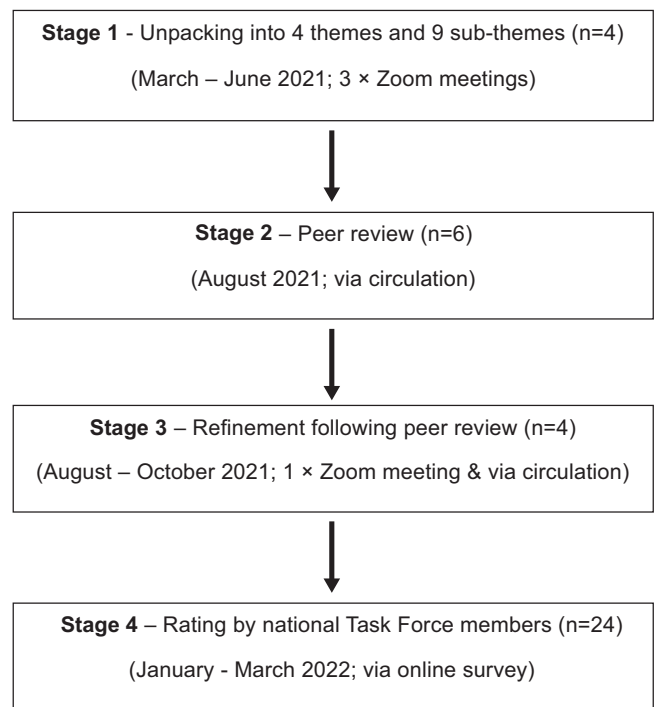 Stage 1 - Unpacking into 4 themes and 9 sub-themes (n=4)
(March – June 2021; 3 × Zoom meetings)
Stage 2 – Peer review (n=6)
(August 2021; via circulation)
Stage 3 – Refinement following peer review (n=4)
(August – October 2021; 1 × Zoom meeting & via circulation)
Stage 4 – Rating by national Task Force members (n=24)
(January - March 2022; via online survey)